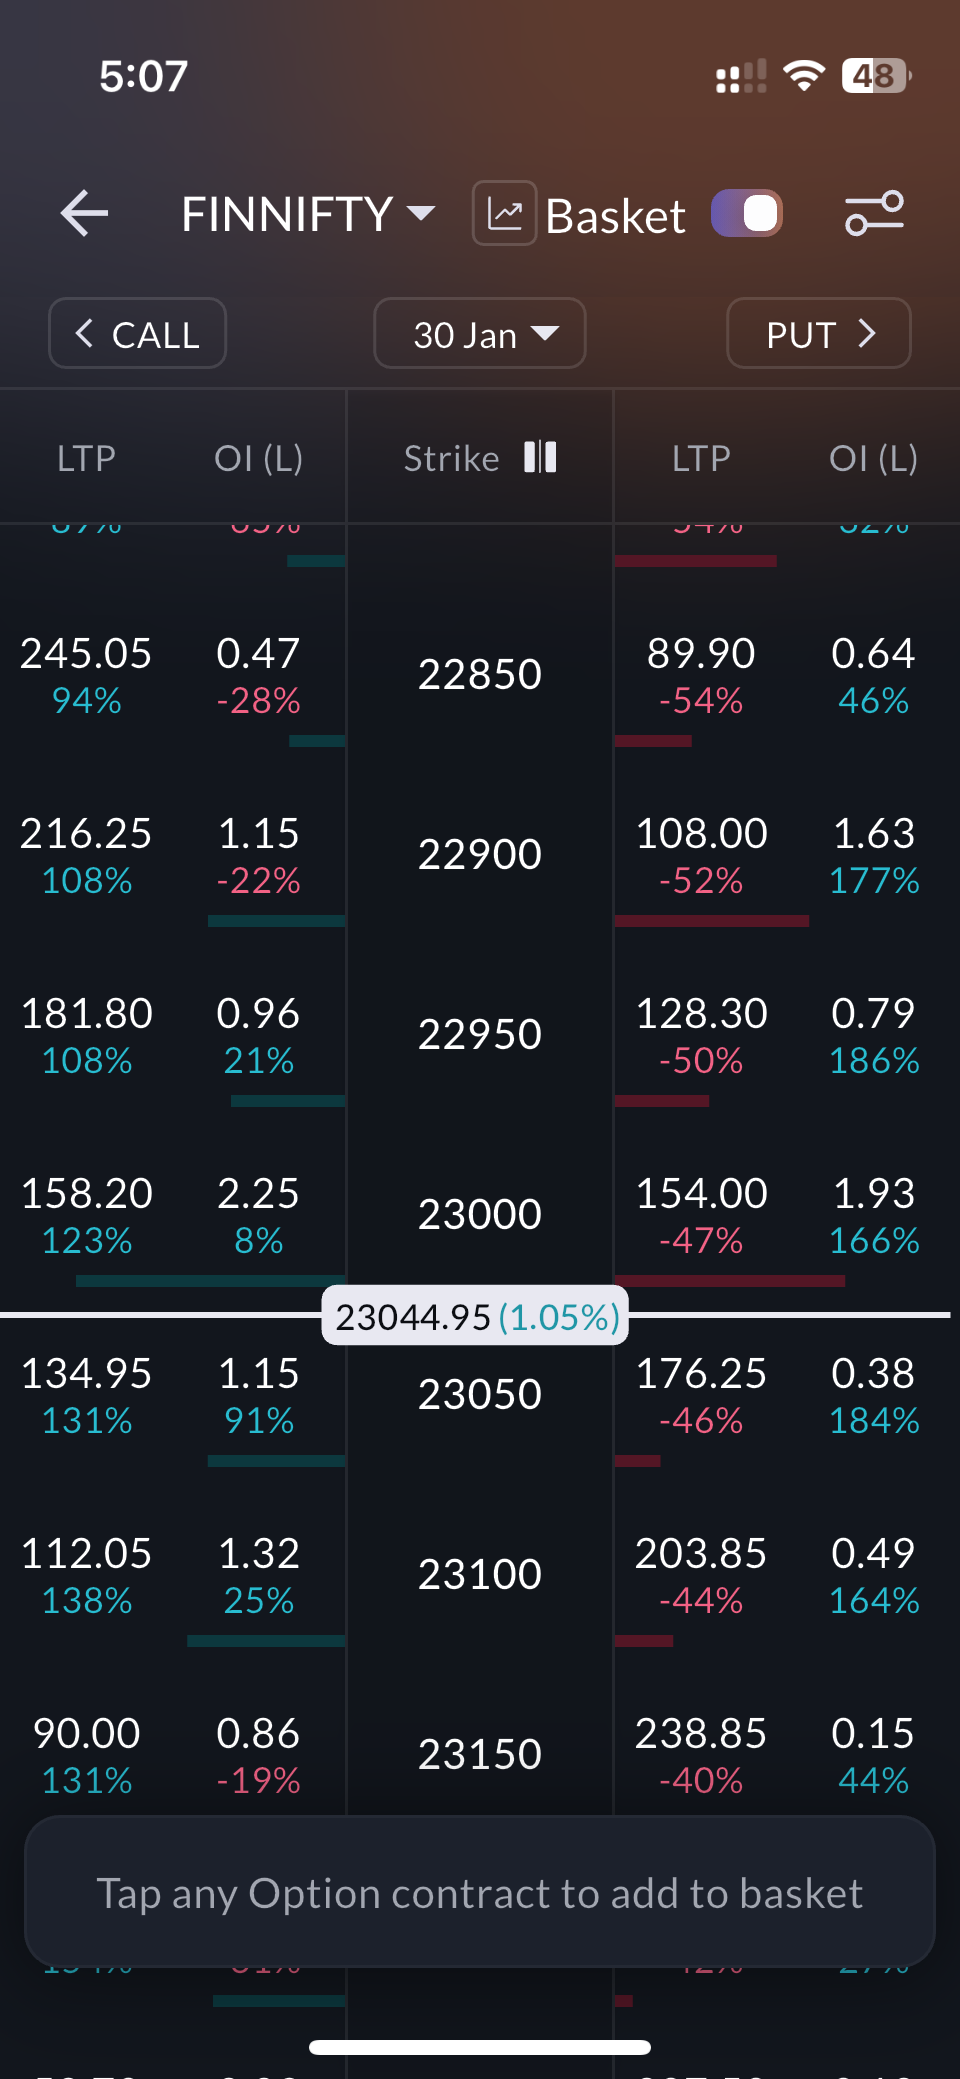 5:07
48
FINNIFTY Basket
CALL 30 Jan PUT
LTP OI (L) Strike LTP OI (L)
245.05 0.47 22850 89.90 0.64
94% -28% -54% 46%
216.25 1.15 22900 108.00 1.63
108% -22% -52% 177%
181.80 0.96 22950 128.30 0.79
108% 21% -50% 186%
158.20 2.25 23000 154.00 1.93
123% 8% -47% 166%
23044.95 (1.05%)
134.95 1.15 23050 176.25 0.38
131% 91% -46% 184%
112.05 1.32 23100 203.85 0.49
138% 25% -44% 164%
90.00 0.86 23150 238.85 0.15
131% -19% -40% 44%
Tap any Option contract to add to basket